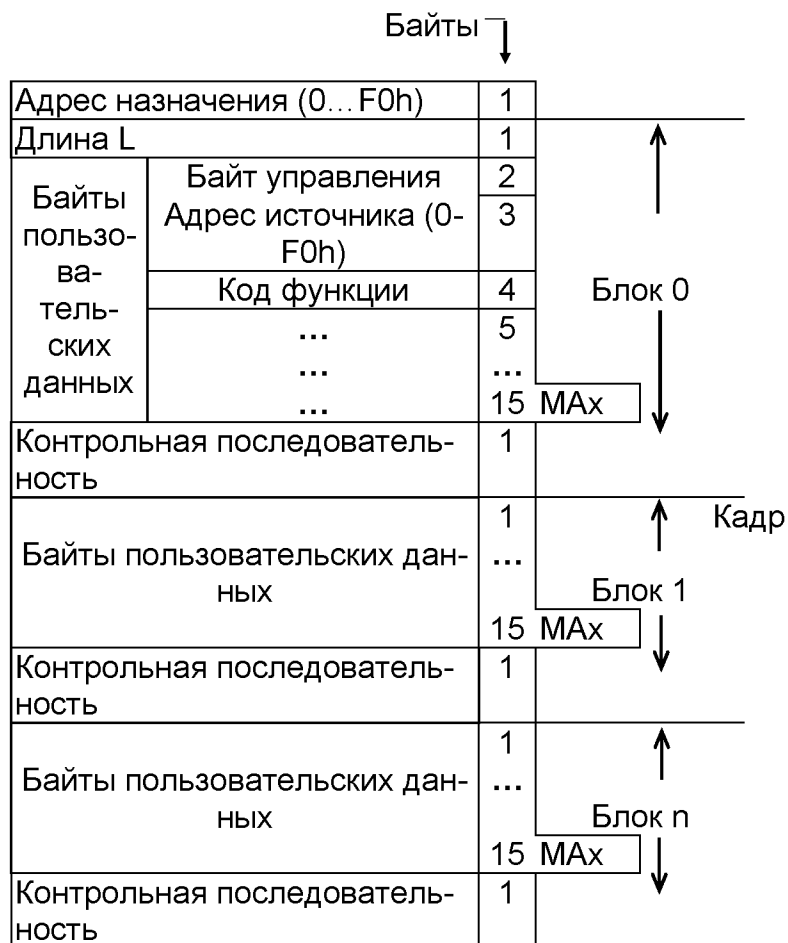 Байты
Адрес назначения (0…F0h) 1
Длина L 1
Байты
пользо-
ва-
тель-
ских
данных
Байт управления 2
Адрес источника (0- 3
F0h)
Код функции 4
... 5
... ...
... 15 MAx
Блок 0
Контрольная последователь- 1
ность
Кадр
1
Байты пользовательских дан- ...
ных
15 MAx
Блок 1
Контрольная последователь- 1
ность
1
Байты пользовательских дан- ...
ных
15 MAx
Блок n
Контрольная последователь- 1
ность